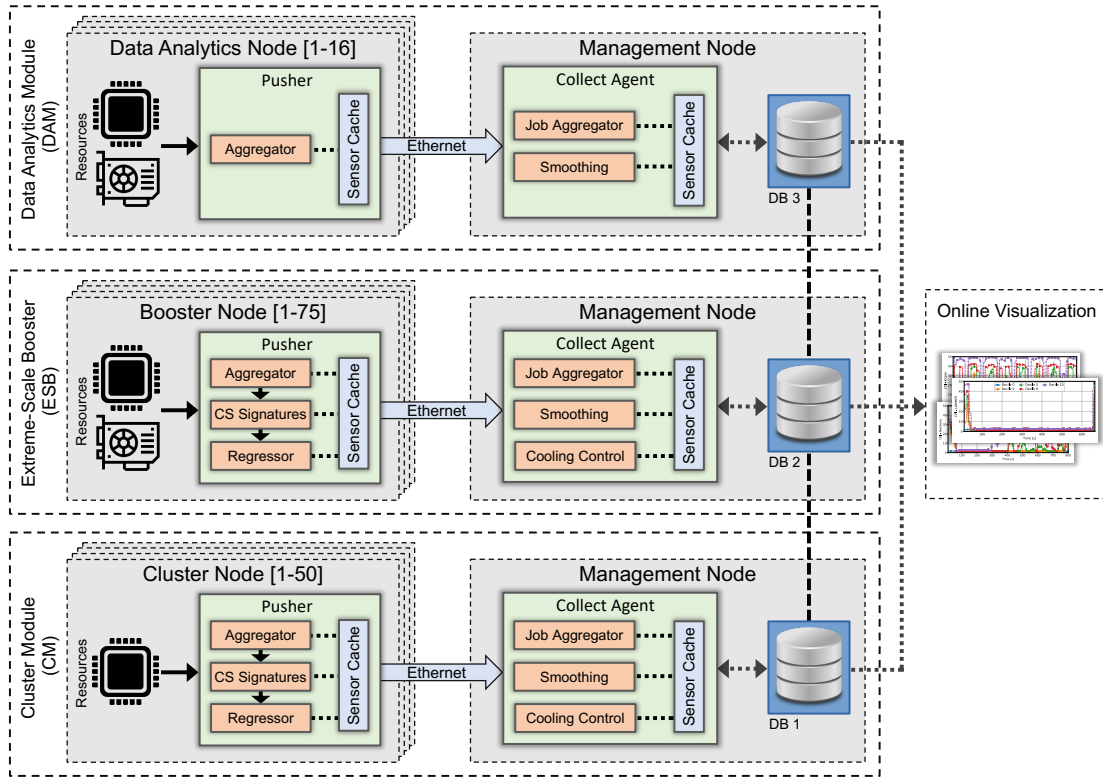 Data Analytics Module
(DAM)
Data Analytics Node [1-16]
Resources
Pusher
Aggregator
Sensor Cache
Ethernet
Management Node
Collect Agent
Job Aggregator
Smoothing
Sensor Cache
DB 3
Extreme-Scale Booster
(ESB)
Booster Node [1-75]
Resources
Pusher
Aggregator
CS Signatures
Regressor
Sensor Cache
Ethernet
Management Node
Collect Agent
Job Aggregator
Smoothing
Cooling Control
Sensor Cache
DB 2
Online Visualization
Cluster Module
(CM)
Cluster Node [1-50]
Resources
Pusher
Aggregator
CS Signatures
Regressor
Sensor Cache
Ethernet
Management Node
Collect Agent
Job Aggregator
Smoothing
Cooling Control
Sensor Cache
DB 1